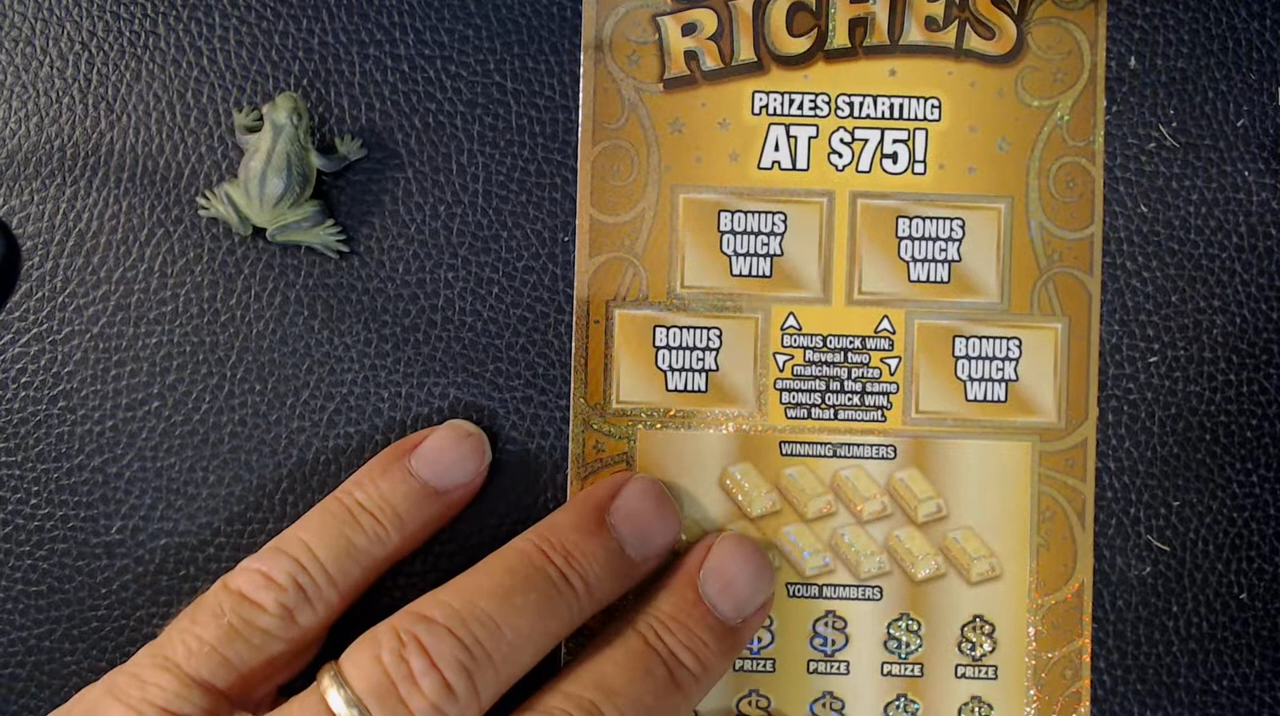 RICHES
PRIZES STARTING
AT $75!
BONUS
QUICK
WIN
BONUS
QUICK
WIN
BONUS
QUICK
WIN
BONUS QUICK WIN:
Reveal two
matching prize
amounts in the same
BONUS QUICK WIN,
win that amount.
BONUS
QUICK
WIN
WINNING NUMBERS
YOUR NUMBERS
$ $ $ $
PRIZE PRIZE PRIZE PRIZE
$ $ $ $